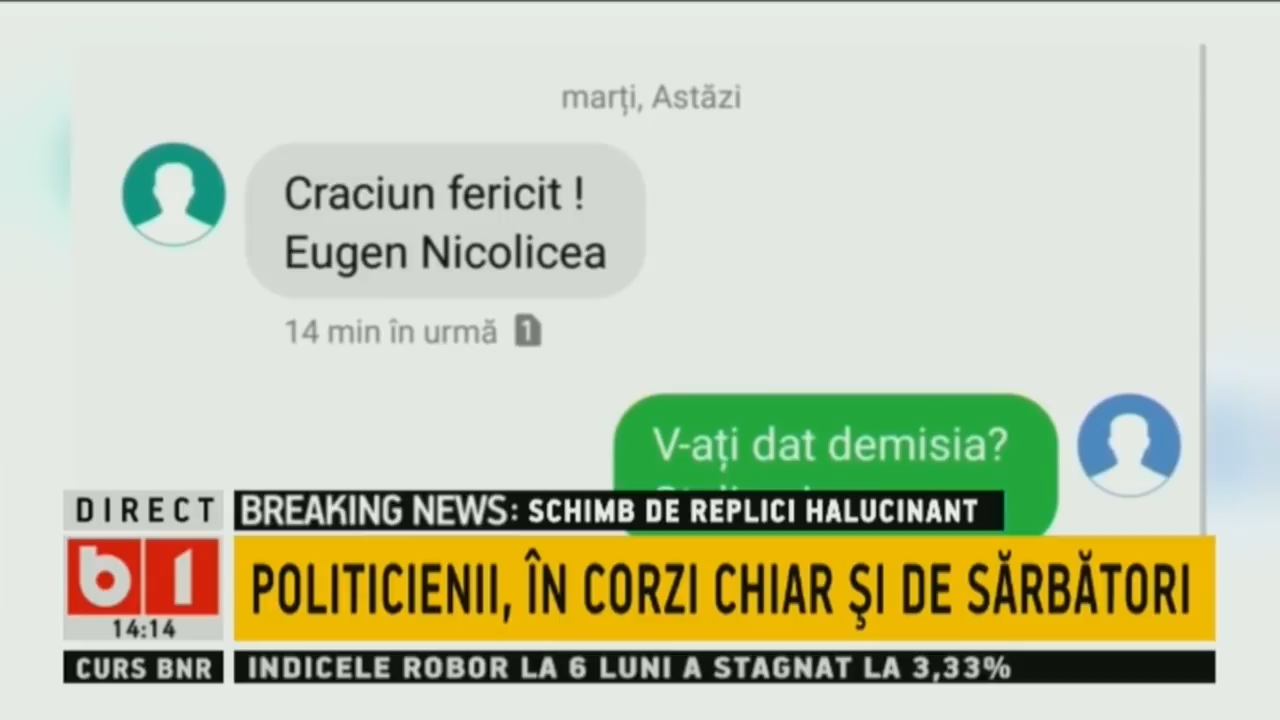 marți, Astăzi
Craciun fericit !
Eugen Nicolicea
14 min în urmă 1
V-ați dat demisia?
DIRECT
BREAKING NEWS: SCHIMB DE REPLICI HALUCINANT
b1
POLITICIENII, ÎN CORZI CHIAR ŞI DE SĂRBĂTORI
14:14
CURS BNR
INDICELE ROBOR LA 6 LUNI A STAGNAT LA 3,33%